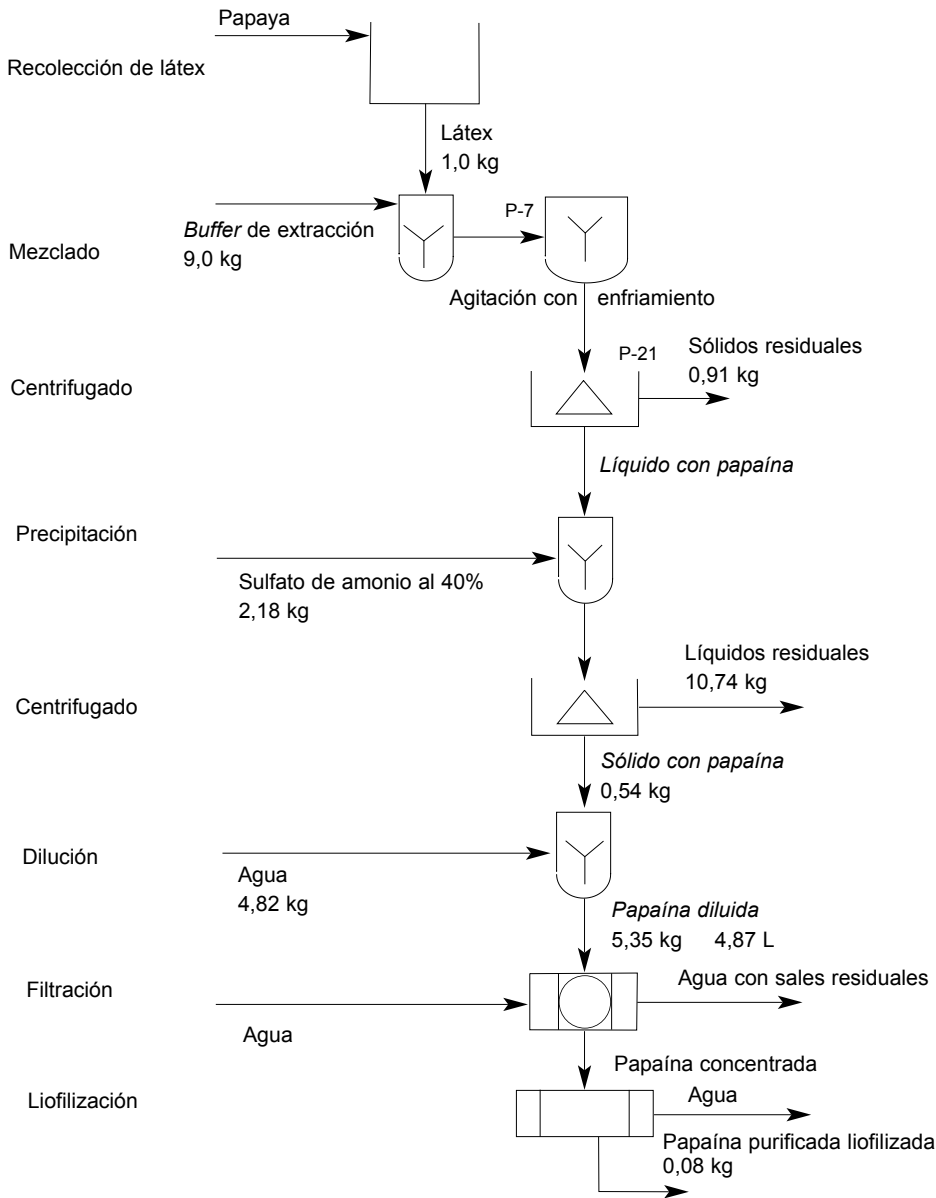 Papaya
Recolección de látex
Látex
1,0 kg
Buffer de extracción
9,0 kg
P-7
Mezclado
Agitación con enfriamiento
P-21
Sólidos residuales
0,91 kg
Centrifugado
Líquido con papaína
Precipitación
Sulfato de amonio al 40%
2,18 kg
Líquidos residuales
10,74 kg
Centrifugado
Sólido con papaína
0,54 kg
Dilución
Agua
4,82 kg
Papaína diluida
5,35 kg 4,87 L
Filtración
Agua con sales residuales
Agua
Papaína concentrada
Liofilización
Agua
Papaína purificada liofilizada
0,08 kg